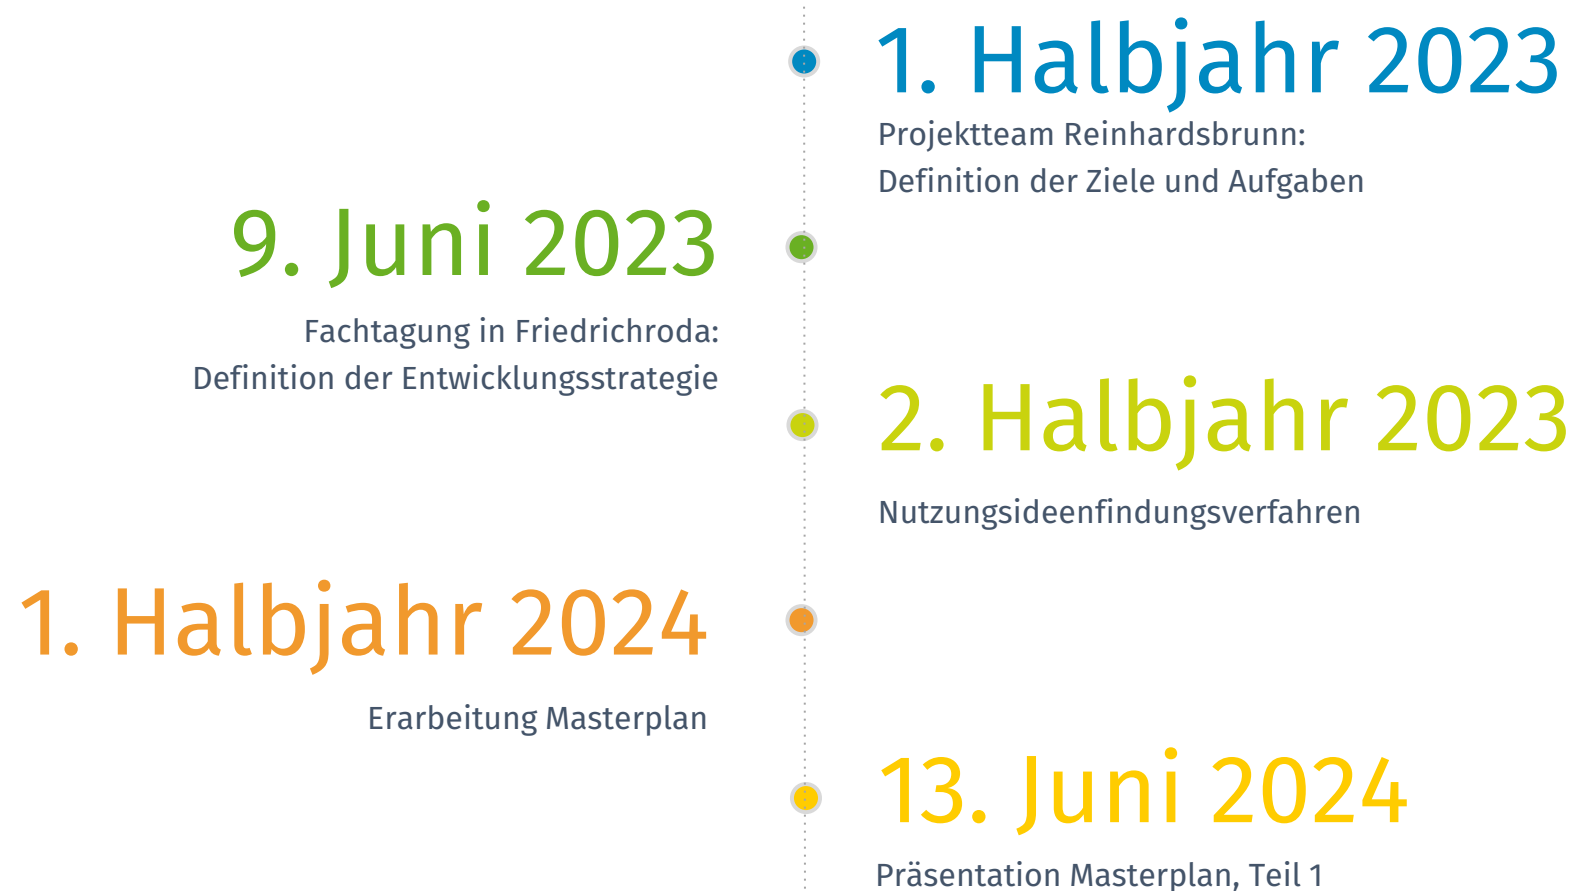 1. Halbjahr 2023
Projektteam Reinhardsbrunn:
Definition der Ziele und Aufgaben
9. Juni 2023
Fachtagung in Friedrichroda:
Definition der Entwicklungsstrategie
2. Halbjahr 2023
Nutzungsideenfindungsverfahren
1. Halbjahr 2024
Erarbeitung Masterplan
13. Juni 2024
Präsentation Masterplan, Teil 1